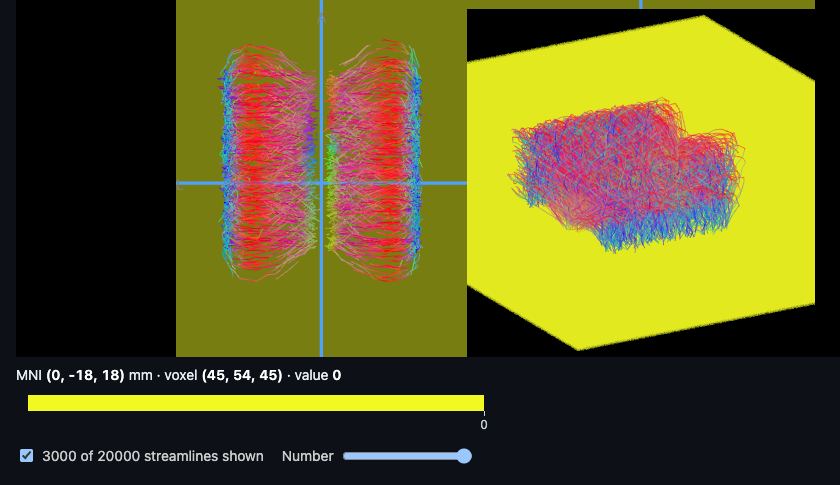 MNI (0, -18, 18) mm · voxel (45, 54, 45) · value 0
0
3000 of 20000 streamlines shown Number